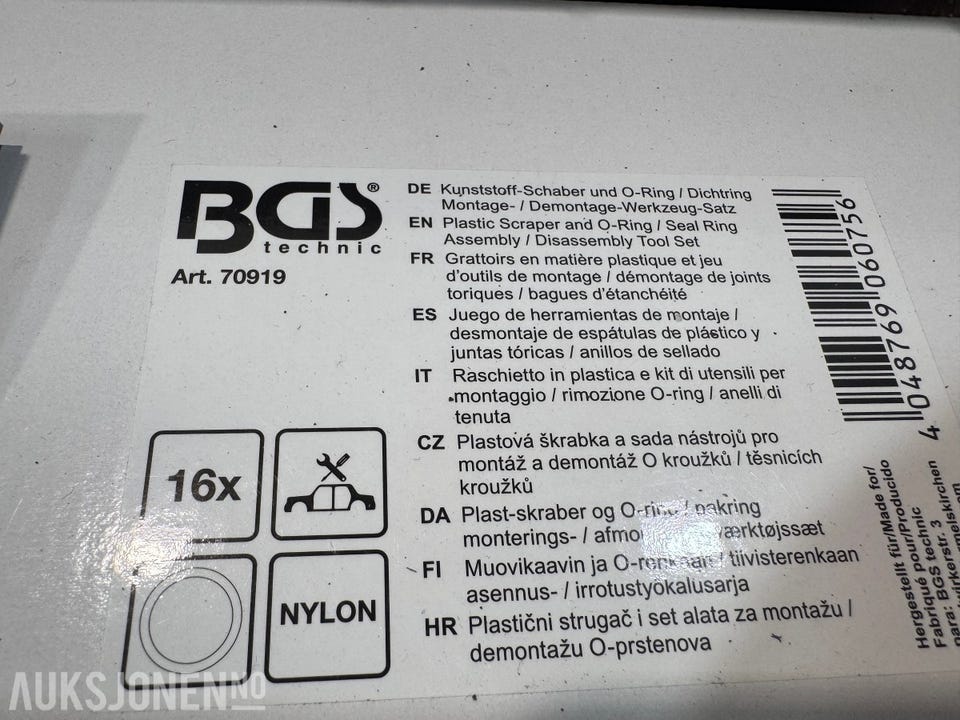 BGS®
technic
Art. 70919
DE Kunststoff-Schaber und O-Ring / Dichtring
Montage- / Demontage-Werkzeug-Satz
EN Plastic Scraper and O-Ring / Seal Ring
Assembly / Disassembly Tool Set
FR Grattoirs en matière plastique et jeu
d'outils de montage / démontage de joints
toriques / bagues d'étanchéité
ES Juego de herramientas de montaje /
desmontaje de espátulas de plástico y
juntas tóricas / anillos de sellado
IT Raschietto in plastica e kit di utensili per
montaggio / rimozione O-ring / anelli di
tenuta
CZ Plastová škrabka a sada nástrojů pro
montáž a demontáž O kroužků / těsnicích
kroužků
DA Plast-skraber og / pakring
monterings- /
FI Muovikaavin ja / tiivisterenkaan
asennus- / irrotustyökalusarja
HR Plastični strugač i set alata za montažu /
demontažu O-prstenova
16x
NYLON
4 048769 060756
Hergestellt für/Made for/
Fabriqué pour/Producido
para: BGS technic
3
AUKSJONEN.NO